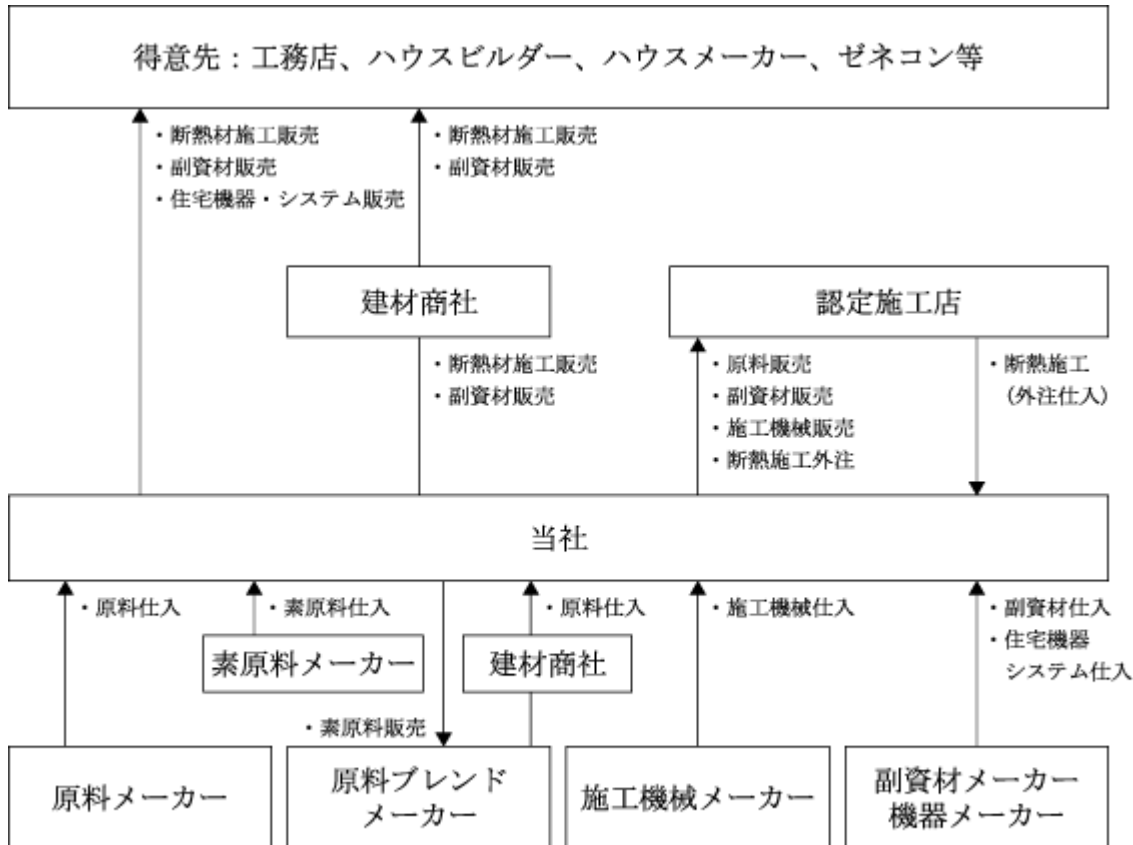 得意先：工務店、ハウスビルダー、ハウスメーカー、ゼネコン等
・断熱材施工販売
・副資材販売
・住宅機器・システム販売
・断熱材施工販売
・副資材販売
建材商社
認定施工店
・断熱材施工販売
・副資材販売
・原料販売
・副資材販売
・施工機械販売
・断熱施工外注
・断熱施工
（外注仕入）
当社
・原料仕入
・素原料仕入
・原料仕入
・施工機械仕入
・副資材仕入
・住宅機器
システム仕入
素原料メーカー
建材商社
・素原料販売
原料メーカー
原料ブレンド
メーカー
施工機械メーカー
副資材メーカー
機器メーカー